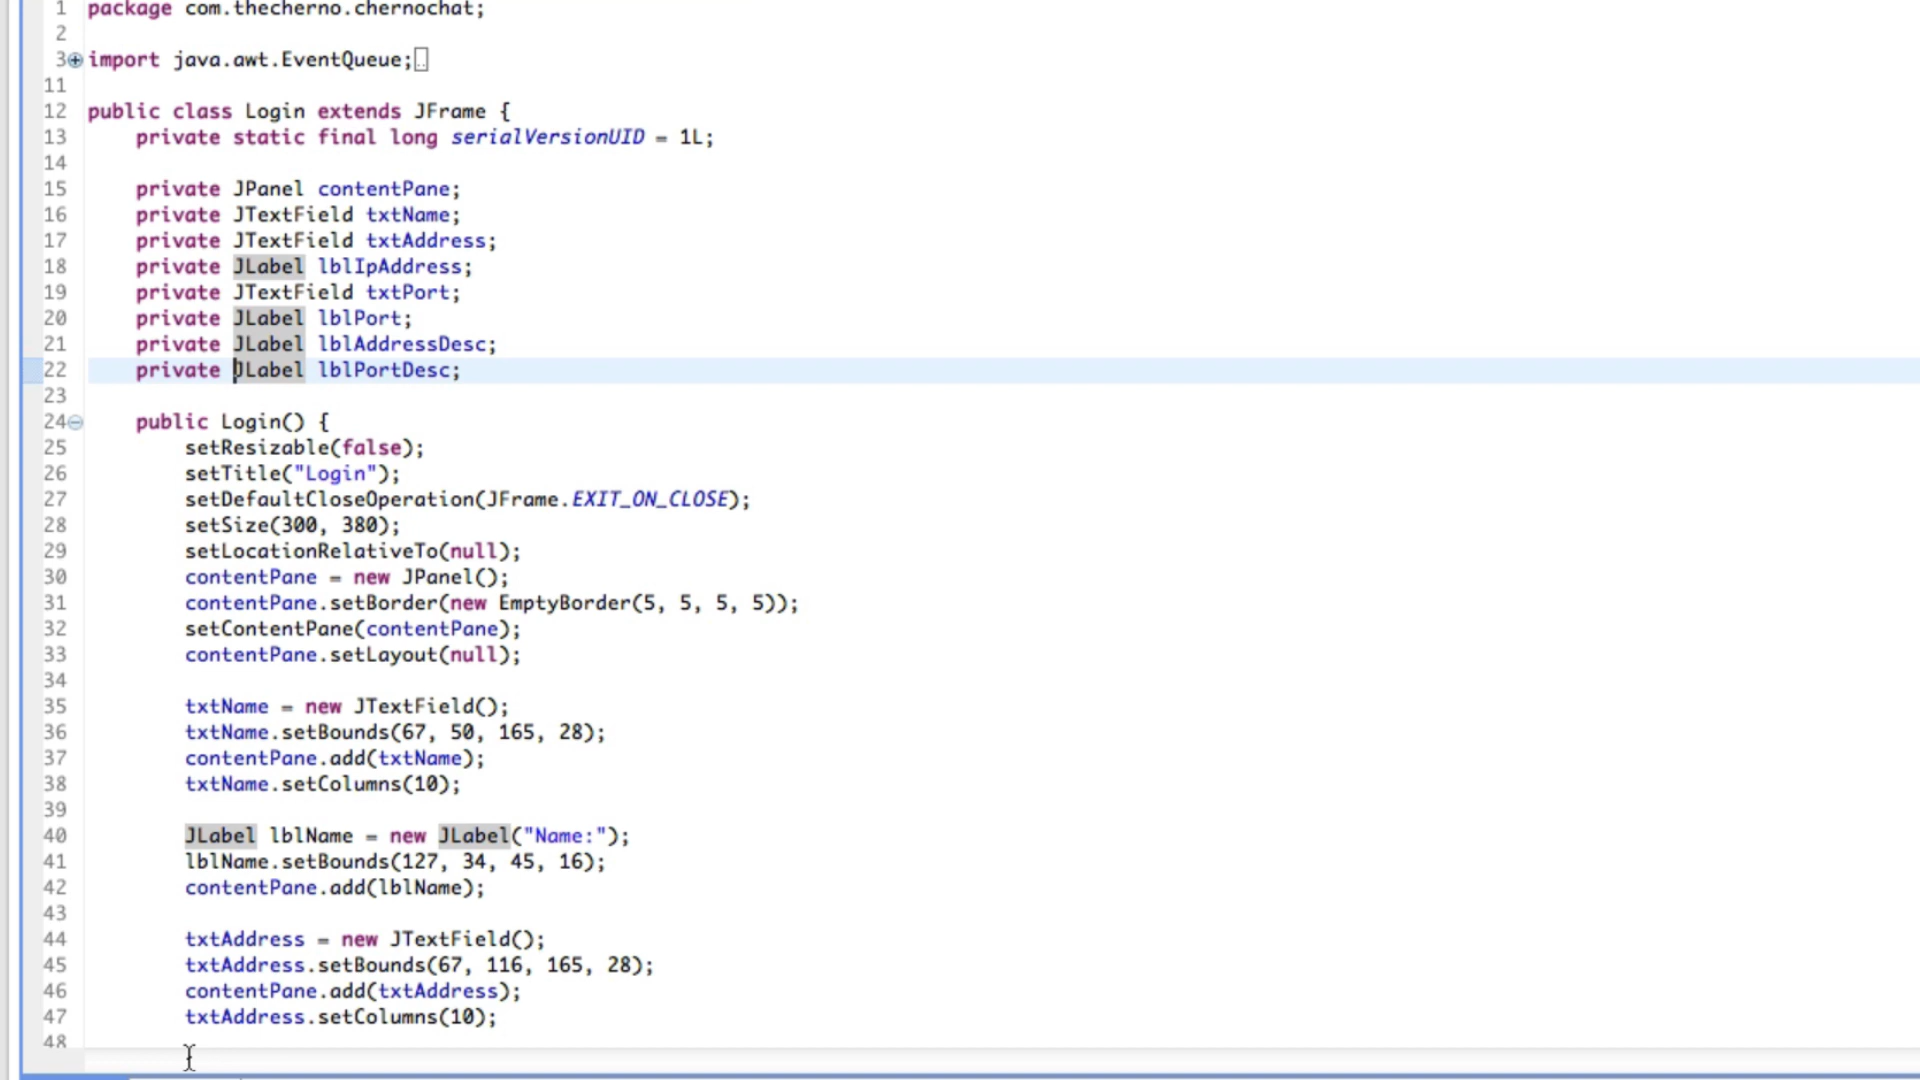 1 package com.thecherno.chernochat;
2
3 import java.awt.EventQueue;
11
12 public class Login extends JFrame {
13 private static final long serialVersionUID = 1L;
14
15 private JPanel contentPane;
16 private JTextField txtName;
17 private JTextField txtAddress;
18 private JLabel lblIpAddress;
19 private JTextField txtPort;
20 private JLabel lblPort;
21 private JLabel lblAddressDesc;
22 private JLabel lblPortDesc;
23
24 public Login() {
25 setResizable(false);
26 setTitle("Login");
27 setDefaultCloseOperation(JFrame.EXIT_ON_CLOSE);
28 setSize(300, 380);
29 setLocationRelativeTo(null);
30 contentPane = new JPanel();
31 contentPane.setBorder(new EmptyBorder(5, 5, 5, 5));
32 setContentPane(contentPane);
33 contentPane.setLayout(null);
34
35 txtName = new JTextField();
36 txtName.setBounds(67, 50, 165, 28);
37 contentPane.add(txtName);
38 txtName.setColumns(10);
39
40 JLabel lblName = new JLabel("Name:");
41 lblName.setBounds(127, 34, 45, 16);
42 contentPane.add(lblName);
43
44 txtAddress = new JTextField();
45 txtAddress.setBounds(67, 116, 165, 28);
46 contentPane.add(txtAddress);
47 txtAddress.setColumns(10);
48